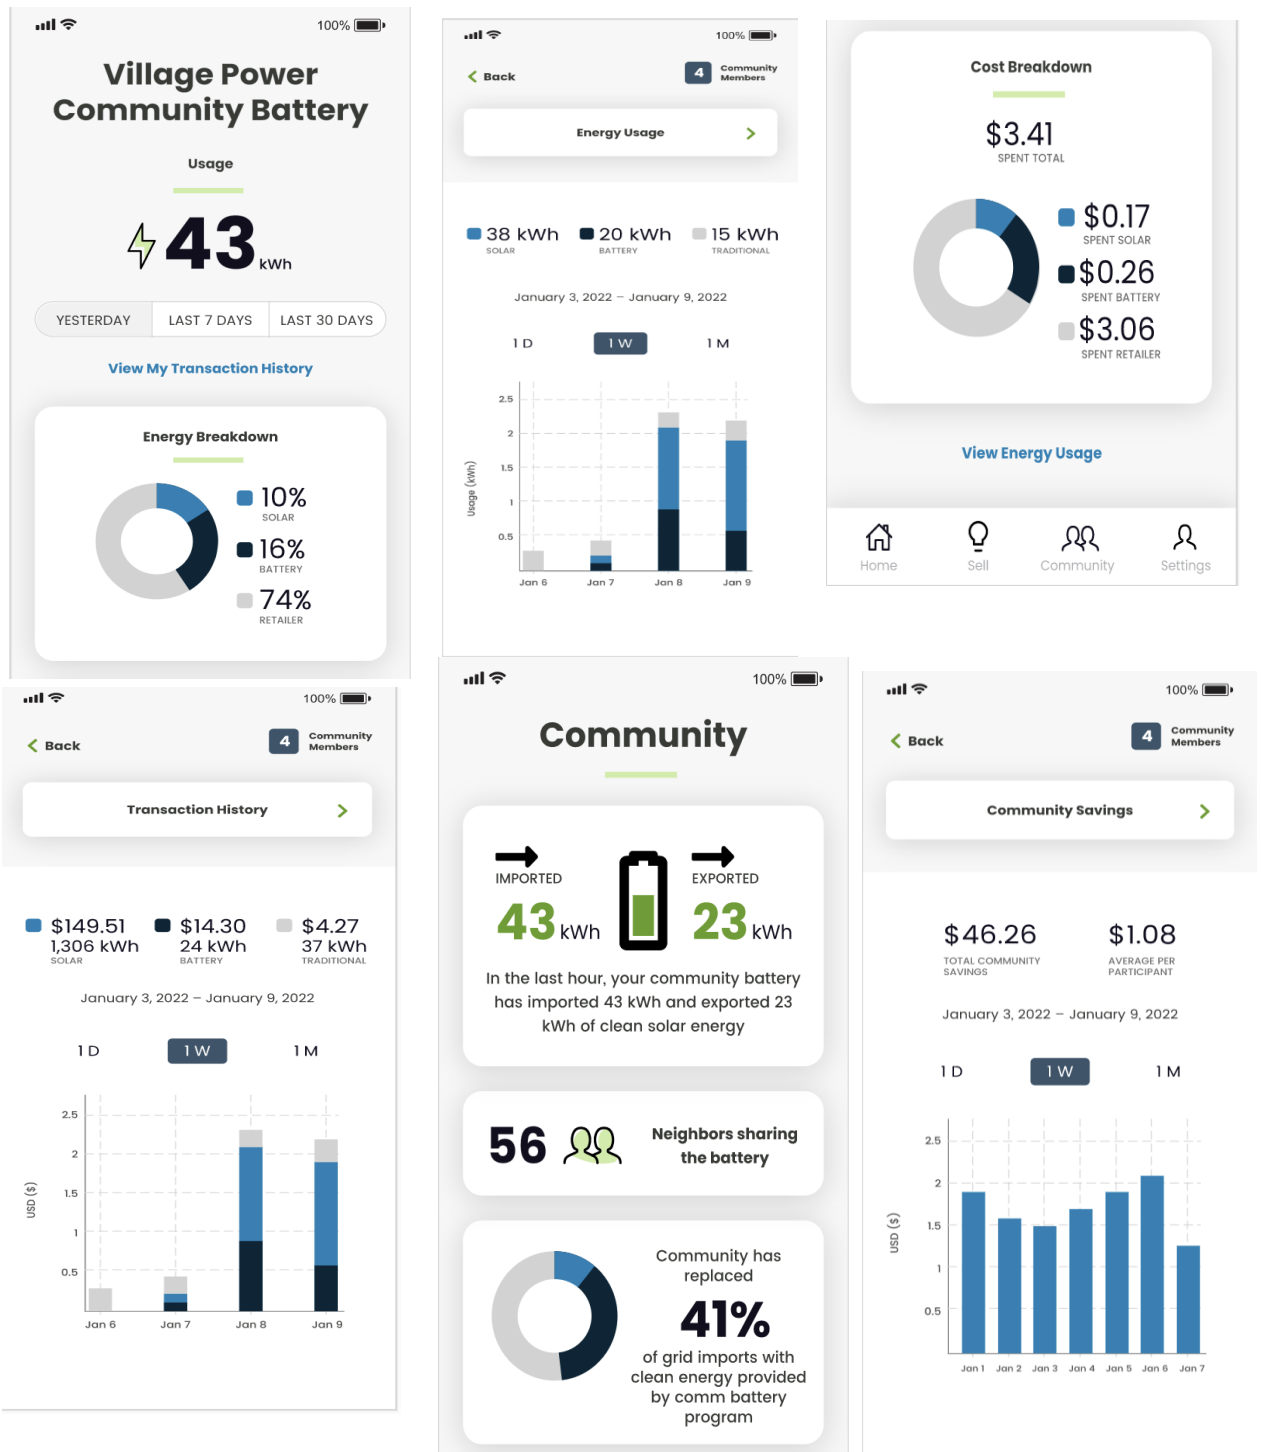 100%
Village Power
Community Battery
Usage
43 kWh
YESTERDAY
LAST 7 DAYS
LAST 30 DAYS
View My Transaction History
Energy Breakdown
10%
SOLAR
16%
BATTERY
74%
RETAILER
100%
Back
4
Community
Members
Energy Usage
38 kWh
SOLAR
20 kWh
BATTERY
15 kWh
TRADITIONAL
January 3, 2022 – January 9, 2022
1 D
1 W
1 M
Usage (kWh)
2.5
2
1.5
1
0.5
Jan 6
Jan 7
Jan 8
Jan 9
Cost Breakdown
$3.41
SPENT TOTAL
$0.17
SPENT SOLAR
$0.26
SPENT BATTERY
$3.06
SPENT RETAILER
View Energy Usage
Home
Sell
Community
Settings
100%
Back
4
Community
Members
Transaction History
$149.51
1,306 kWh
SOLAR
$14.30
24 kWh
BATTERY
$4.27
37 kWh
TRADITIONAL
January 3, 2022 – January 9, 2022
1 D
1 W
1 M
USD ($)
2.5
2
1.5
1
0.5
Jan 6
Jan 7
Jan 8
Jan 9
100%
Community
IMPORTED
43 kWh
EXPORTED
23 kWh
In the last hour, your community battery
has imported 43 kWh and exported 23
kWh of clean solar energy
56
Neighbors sharing
the battery
Community has
replaced
41%
of grid imports with
clean energy provided
by comm battery
program
100%
Back
4
Community
Members
Community Savings
$46.26
TOTAL COMMUNITY
SAVINGS
$1.08
AVERAGE PER
PARTICIPANT
January 3, 2022 – January 9, 2022
1 D
1 W
1 M
USD ($)
2.5
2
1.5
1
0.5
Jan 1
Jan 2
Jan 3
Jan 4
Jan 5
Jan 6
Jan 7